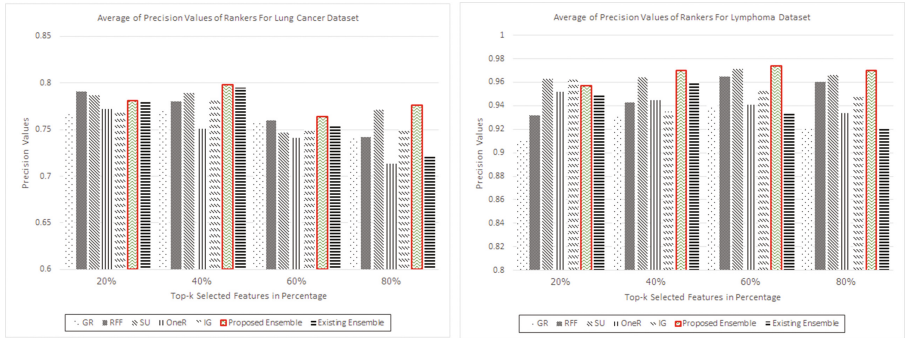 Average of Precision Values of Rankers For Lung Cancer Dataset
0.85
0.8
0.75
0.7
0.65
0.6
Precision Values
20% 40% 60% 80%
Top-k Selected Features in Percentage
GR RFF SU OneR IG Proposed Ensemble Existing Ensemble
Average of Precision Values of Rankers For Lymphoma Dataset
1
0.98
0.96
0.94
0.92
0.9
0.88
0.86
0.84
0.82
0.8
Precision Values
20% 40% 60% 80%
Top-k Selected Features in Percentage
GR RFF SU OneR IG Proposed Ensemble Existing Ensemble